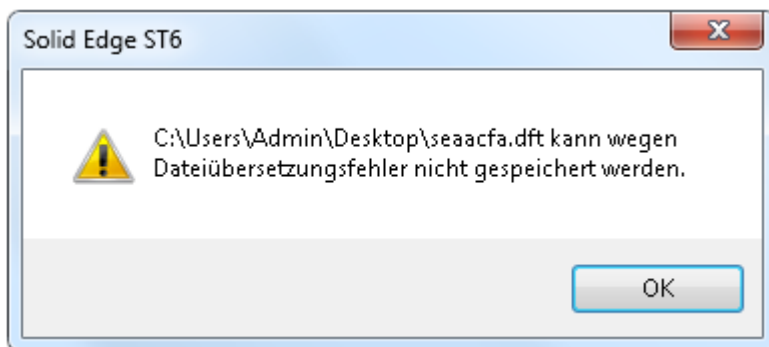 Solid Edge ST6
C:\Users\Admin\Desktop\seaacfa.dft kann wegen
Dateiübersetzungsfehler nicht gespeichert werden.
OK